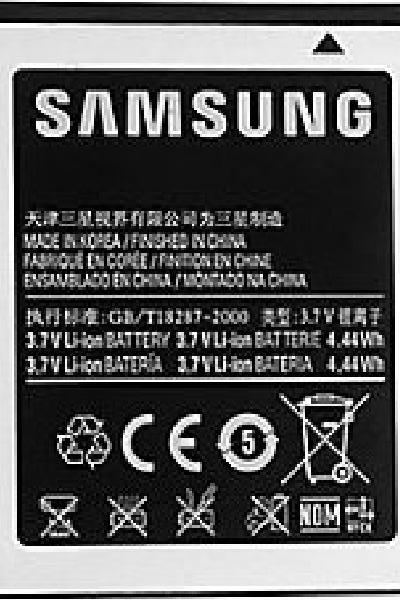 SAMSUNG
天津三星视界有限公司为三星制造
MADE IN KOREA / FINISHED IN CHINA
FABRIQUÉ EN CORÉE / FINITION EN CHINE
ENSAMBLADO EN CHINA / MONTADO NA CHINA
执行标准:GB/T18287-2000 类型:3.7V锂离子
3.7V Li-ion BATTERY 3.7V Li-ion BATTERIE 4.44Wh
3.7V Li-ion BATERÍA 3.7V Li-ion BATERIA 4.44Wh
CE 5
NOM